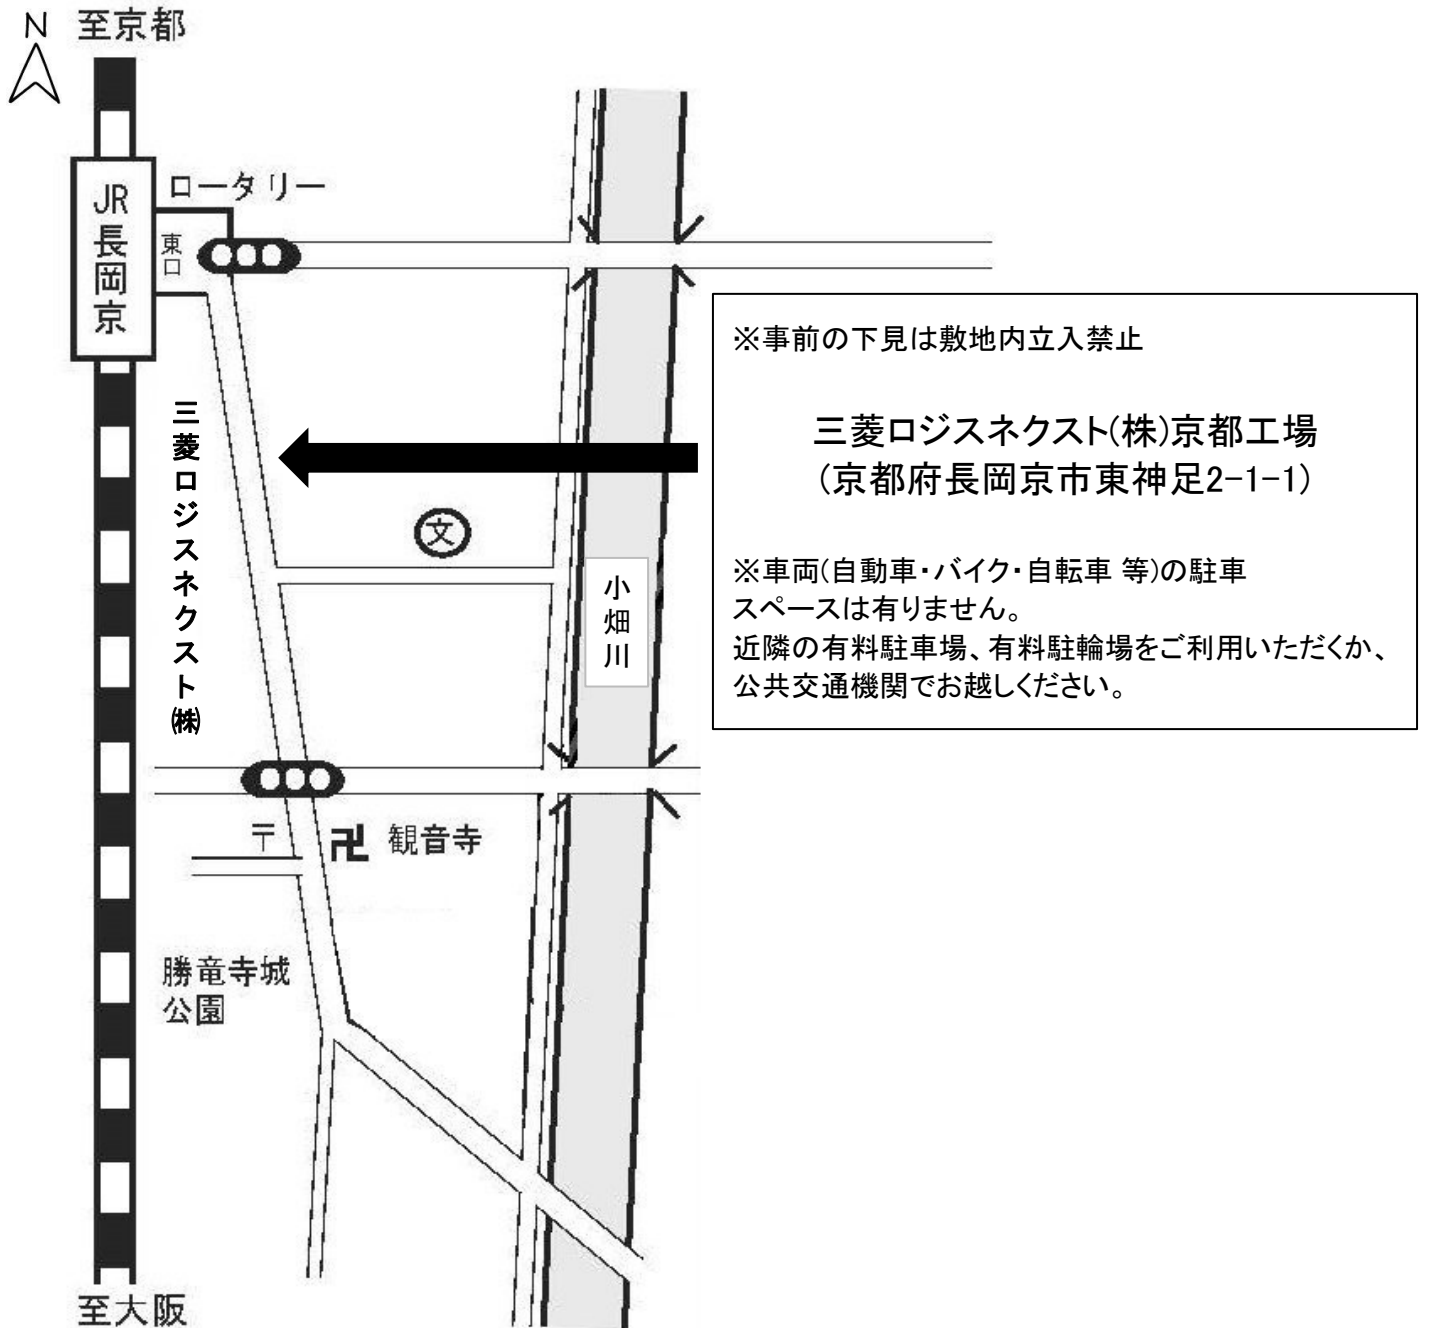 N
至京都
JR長岡京
ロータリー
東口
※事前の下見は敷地内立入禁止
三菱ロジスネクスト(株)京都工場
(京都府長岡京市東神足2-1-1)
※車両(自動車・バイク・自転車 等)の駐車
スペースは有りません。
近隣の有料駐車場、有料駐輪場をご利用いただくか、
公共交通機関でお越しください。
三菱ロジスネクスト㈱
文
小畑川
〒
卍 観音寺
勝竜寺城
公園
至大阪